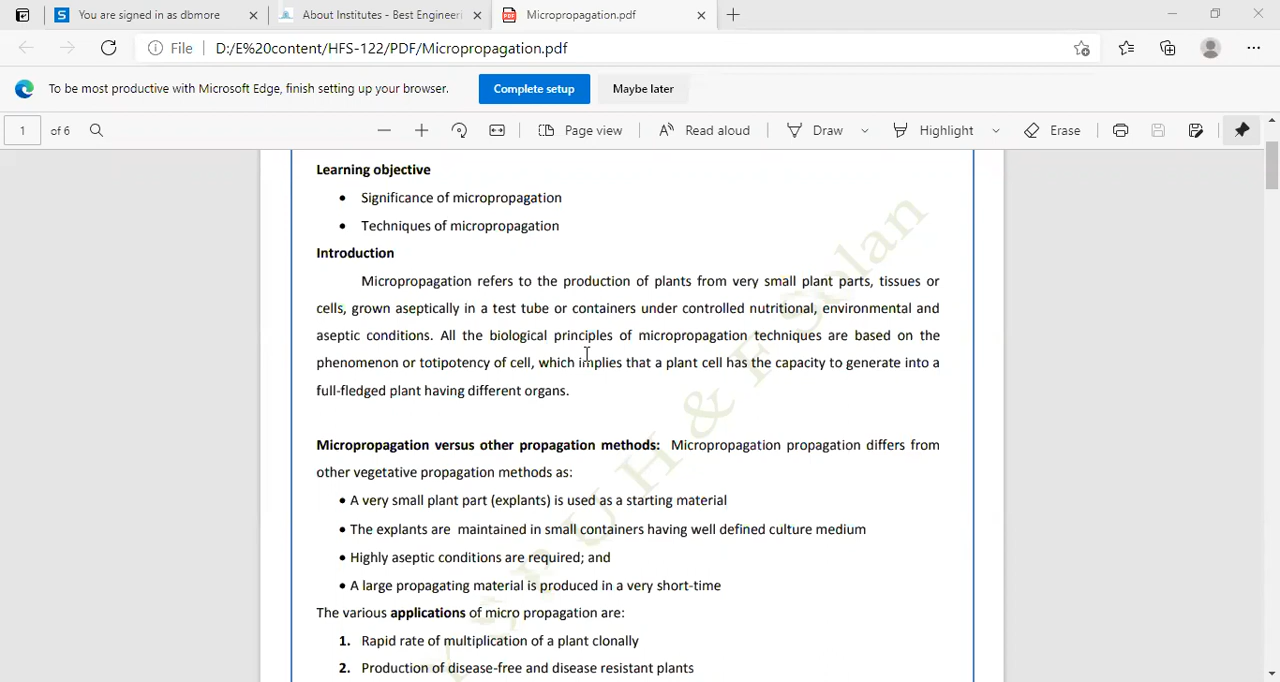 You are signed in as dbmore
About Institutes - Best Engineeri
Micropropagation.pdf
File D:/E%20content/HFS-122/PDF/Micropropagation.pdf
To be most productive with Microsoft Edge, finish setting up your browser. Complete setup Maybe later
1 of 6 Page view Read aloud Draw Highlight Erase
Learning objective
• Significance of micropropagation
• Techniques of micropropagation
Introduction
Micropropagation refers to the production of plants from very small plant parts, tissues or
cells, grown aseptically in a test tube or containers under controlled nutritional, environmental and
aseptic conditions. All the biological principles of micropropagation techniques are based on the
phenomenon or totipotency of cell, which implies that a plant cell has the capacity to generate into a
full-fledged plant having different organs.
Micropropagation versus other propagation methods: Micropropagation propagation differs from
other vegetative propagation methods as:
• A very small plant part (explants) is used as a starting material
• The explants are maintained in small containers having well defined culture medium
• Highly aseptic conditions are required; and
• A large propagating material is produced in a very short-time
The various applications of micro propagation are:
1. Rapid rate of multiplication of a plant clonally
2. Production of disease-free and disease resistant plants
Y S P U H & F Solan